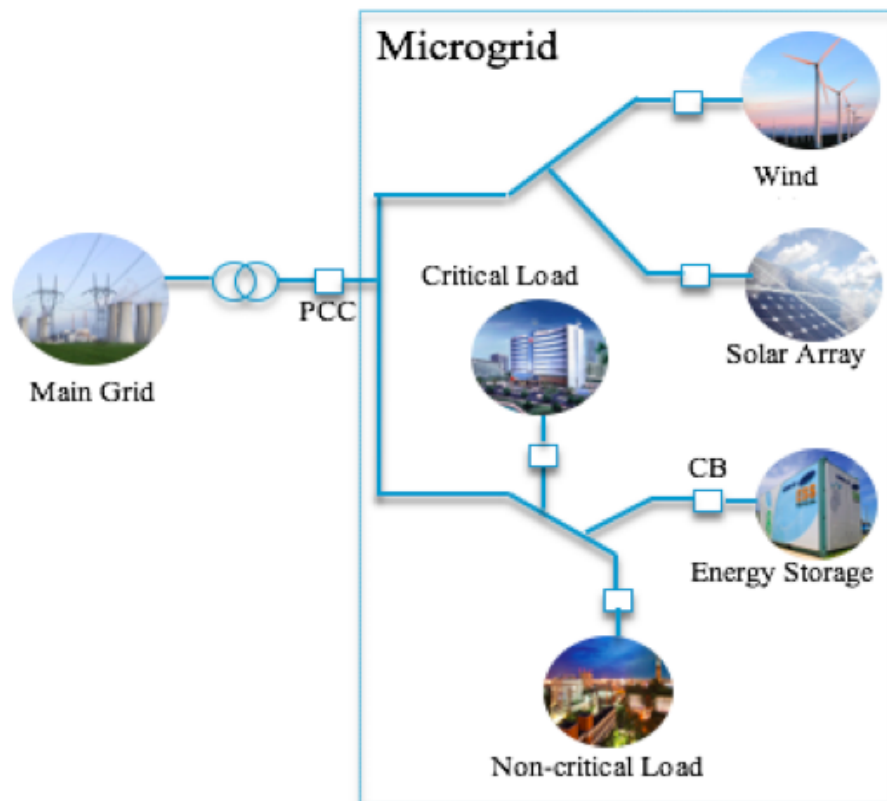 Microgrid
Wind
Critical Load
PCC
Solar Array
Main Grid
CB
Energy Storage
Non-critical Load